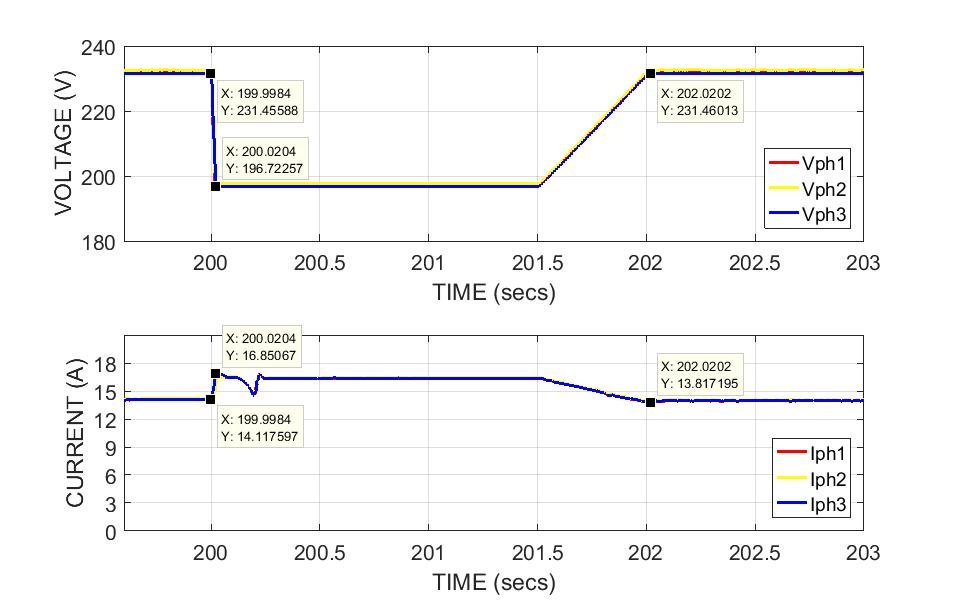 240
220
200
180
VOLTAGE (V)
X: 199.9984
Y: 231.45588
X: 200.0204
Y: 196.72257
X: 202.0202
Y: 231.46013
Vph1
Vph2
Vph3
200 200.5 201 201.5 202 202.5 203
TIME (secs)
18
15
12
9
6
3
0
CURRENT (A)
X: 200.0204
Y: 16.85067
X: 199.9984
Y: 14.117597
X: 202.0202
Y: 13.817195
Iph1
Iph2
Iph3
200 200.5 201 201.5 202 202.5 203
TIME (secs)